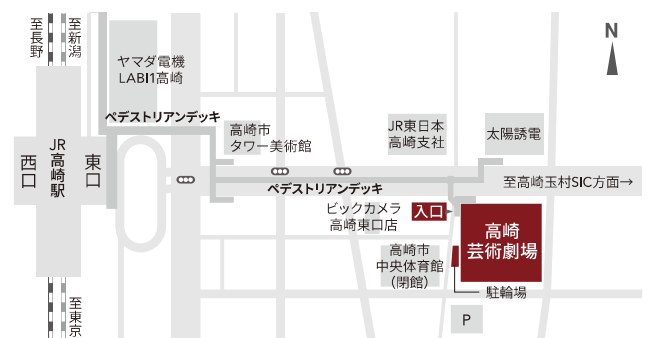 至長野
至新潟
N
ヤマダ電機
LABI1高崎
ペデストリアンデッキ
高崎市
タワー美術館
JR東日本
高崎支社
太陽誘電
JR高崎駅
西口
東口
ペデストリアンデッキ
至高崎玉村SIC方面→
ビックカメラ
高崎東口店
入口
高崎
芸術劇場
高崎市
中央体育館
（閉館）
駐輪場
至東京
P